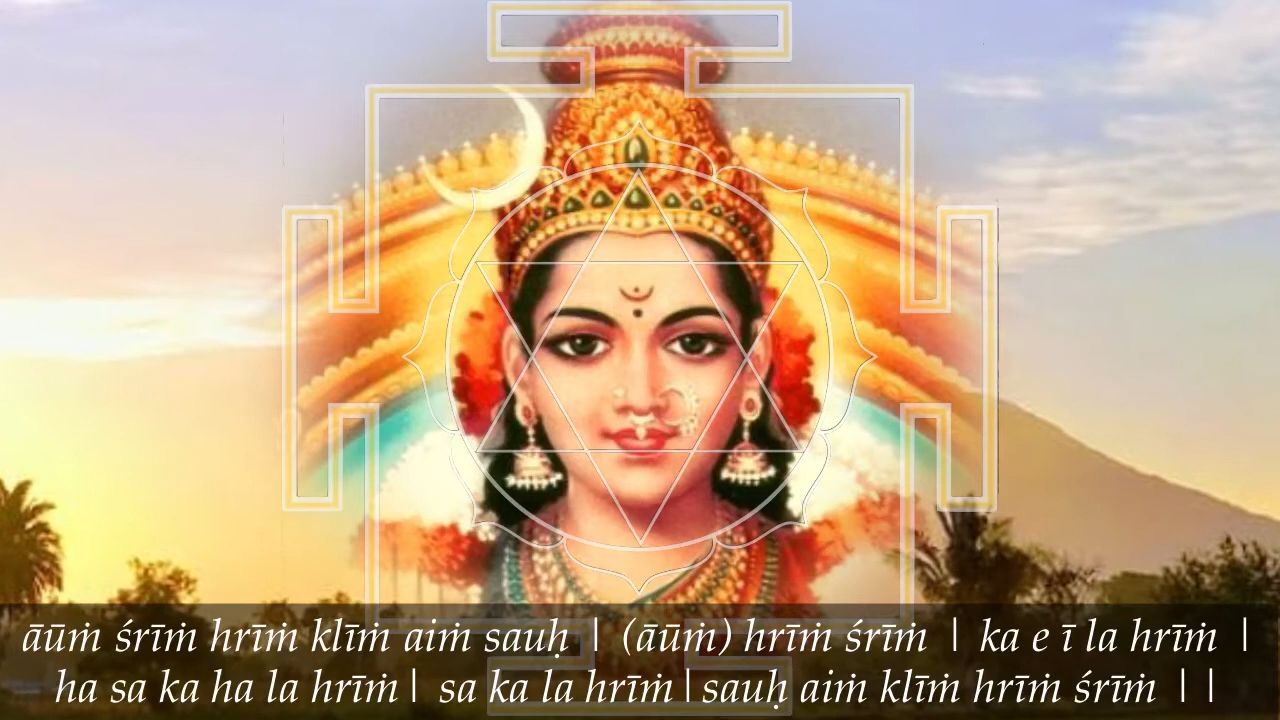 āūṁ śrīṁ hrīṁ klīṁ aiṁ sauḥ | (āūṁ) hrīṁ śrīṁ | ka e ī la hrīṁ |
ha sa ka ha la hrīṁ| sa ka la hrīṁ|sauḥ aiṁ klīṁ hrīṁ śrīṁ ||